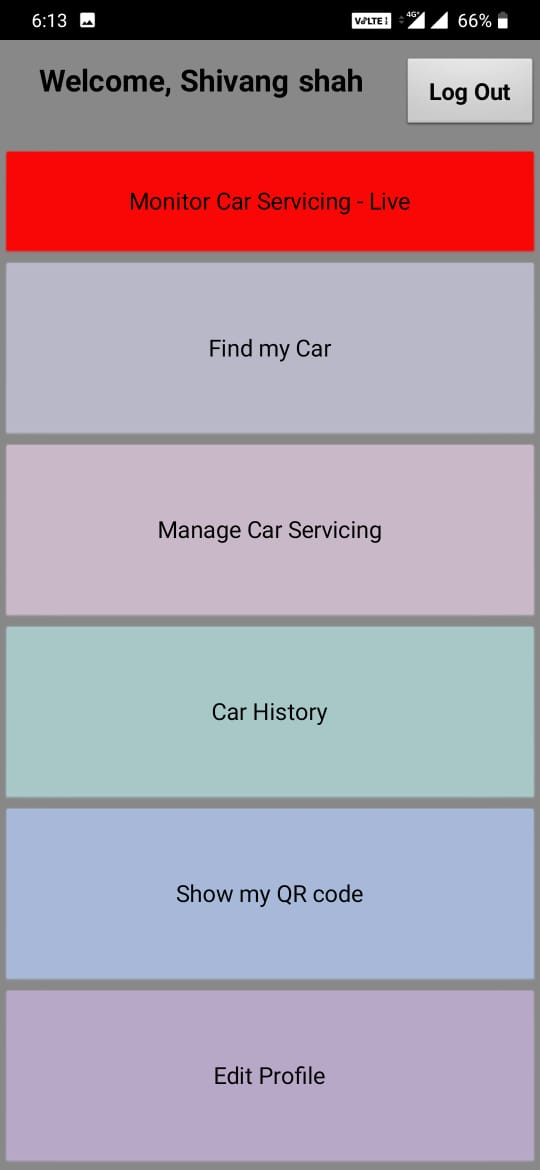 6:13 VoLTE 4G+ 66%
Welcome, Shivang shah
Log Out
Monitor Car Servicing - Live
Find my Car
Manage Car Servicing
Car History
Show my QR code
Edit Profile